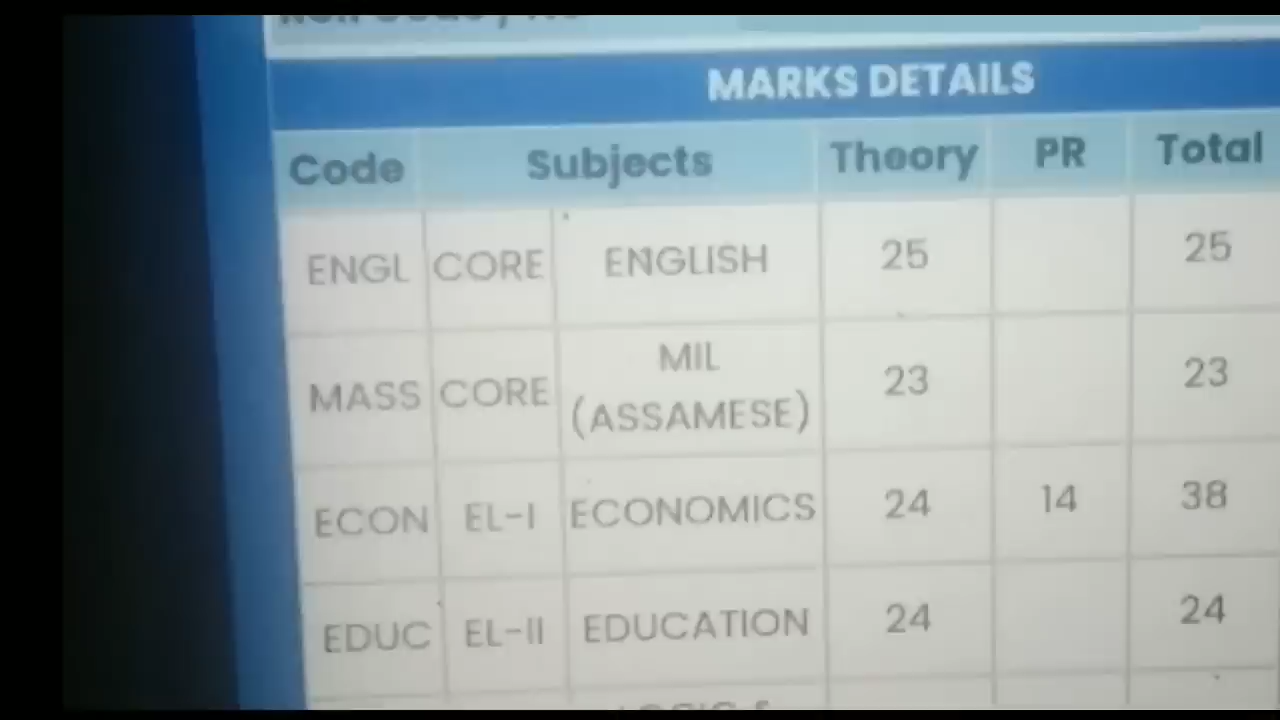 MARKS DETAILS
Code Subjects Theory PR Total
ENGL CORE ENGLISH 25 25
MASS CORE MIL (ASSAMESE) 23 23
ECON EL-I ECONOMICS 24 14 38
EDUC EL-II EDUCATION 24 24